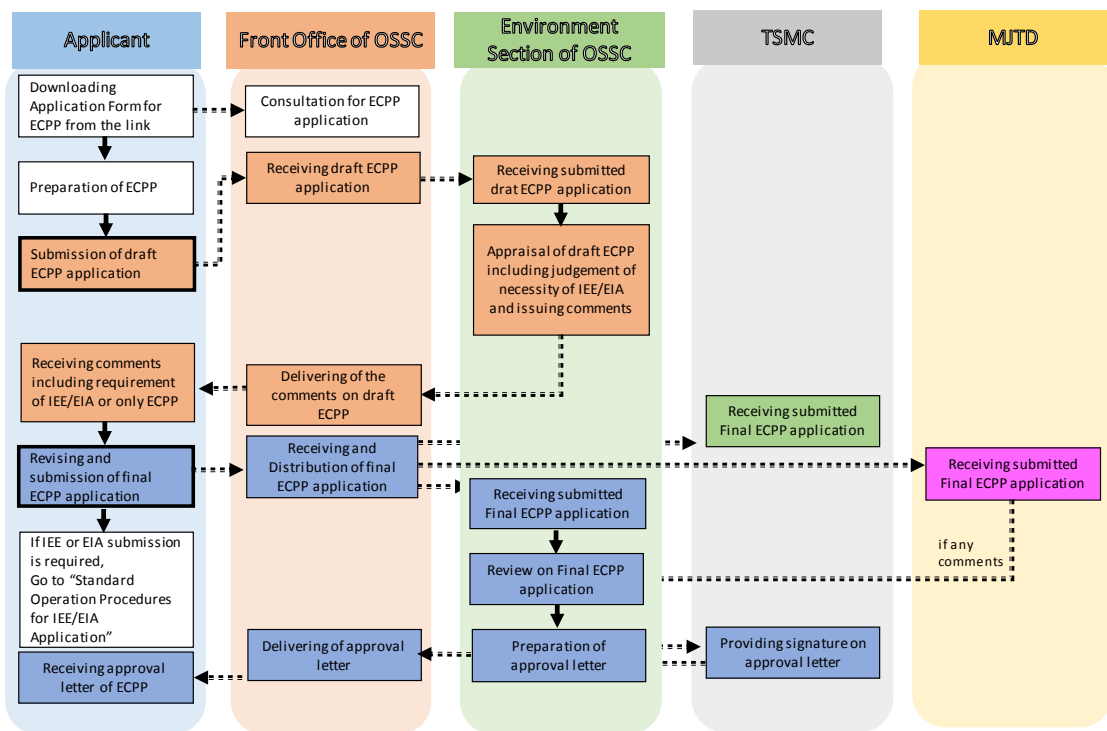 Applicant
Front Office of OSSC
Environment
Section of OSSC
TSMC
MJTD
Downloading
Application Form for
ECPP from the link
Consultation for ECPP
application
Preparation of ECPP
Receiving draft ECPP
application
Receiving submitted
drat ECPP application
Submission of draft
ECPP application
Appraisal of draft ECPP
including judgement of
necessity of IEE/EIA
and issuing comments
Receiving comments
including requirement
of IEE/EIA or only ECPP
Delivering of the
comments on draft
ECPP
Receiving submitted
Final ECPP application
Revising and
submission of final
ECPP application
Receiving and
Distribution of final
ECPP application
Receiving submitted
Final ECPP application
Receiving submitted
Final ECPP application
If IEE or EIA submission
is required,
Go to “Standard
Operation Procedures
for IEE/EIA
Application”
Review on Final ECPP
application
if any
comments
Delivering of approval
letter
Preparation of
approval letter
Providing signature on
approval letter
Receiving approval
letter of ECPP